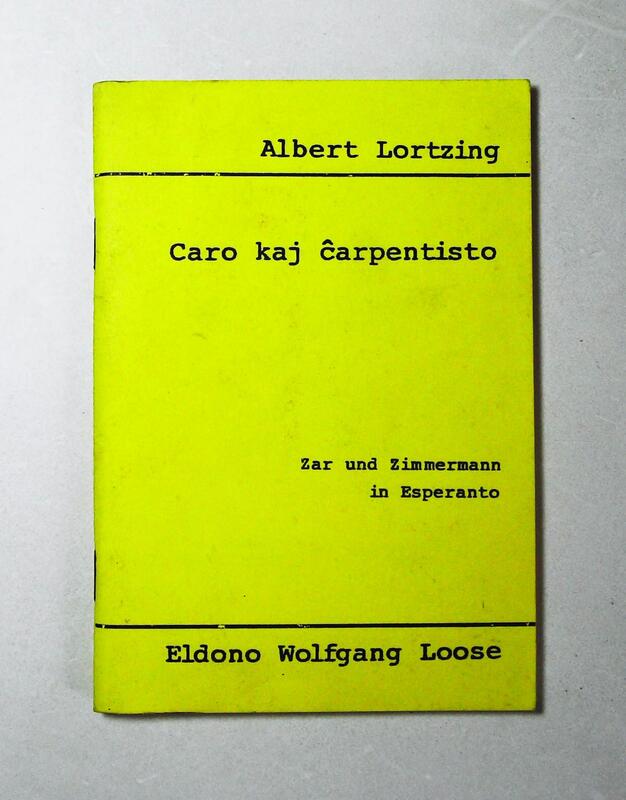 Albert Lortzing
Caro kaj ĉarpentisto
Zar und Zimmermann
in Esperanto
Eldono Wolfgang Loose